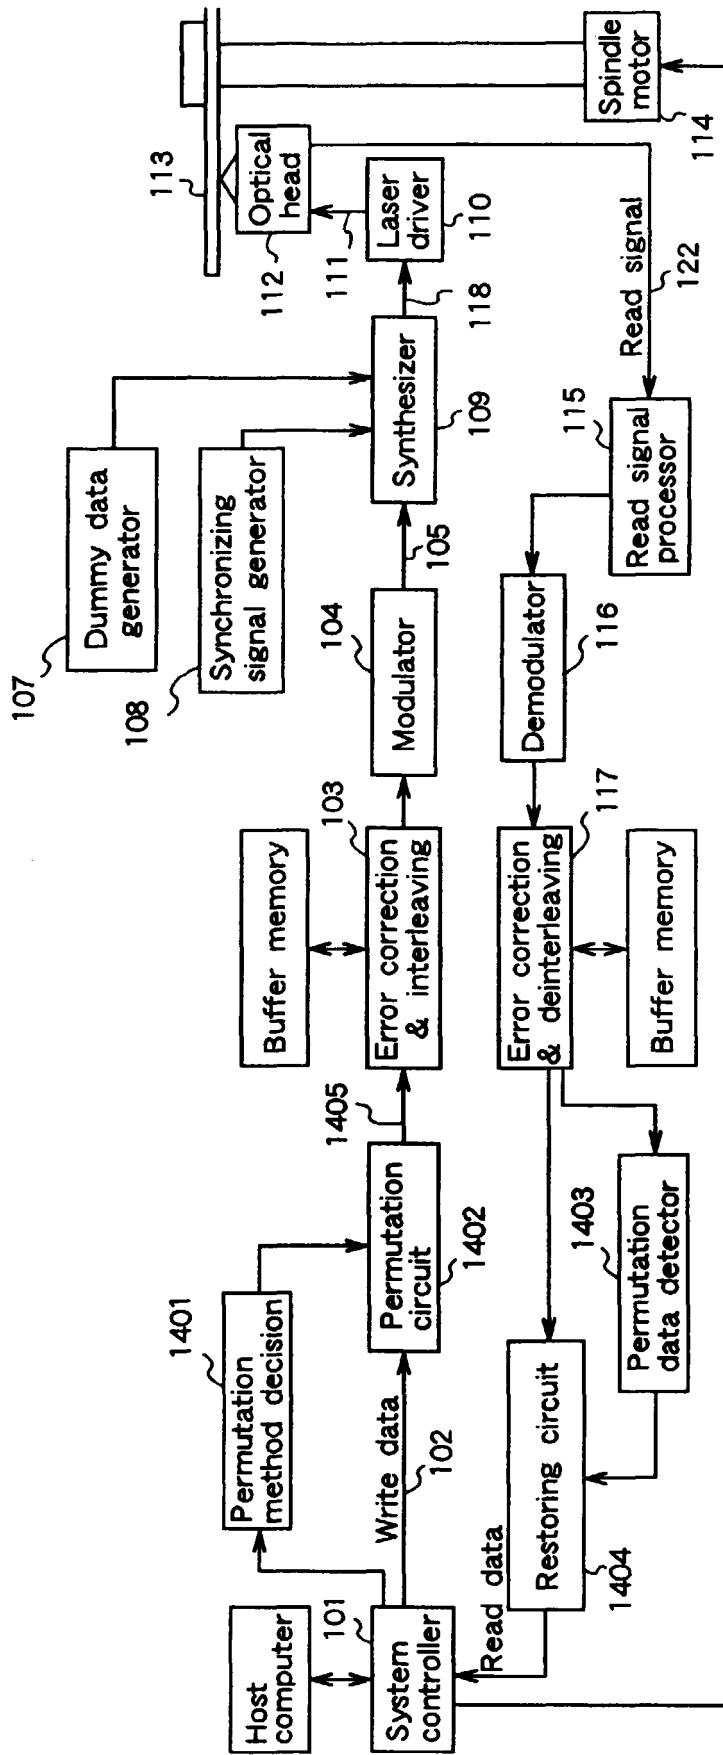 107
Dummy data
generator
108
Synchronizing
signal generator
113
Optical
head
112
111
Laser
driver
110
118
Spindle
motor
114
Synthesizer
109
105
104
Modulator
103
Buffer memory
Error correction
& interleaving
1405
Permutation
circuit
1402
1401
Permutation
method decision
Write data
102
Host
computer
101
System
controller
Read signal
122
115
Read signal
processor
Demodulator
116
117
Error correction
& deinterleaving
Buffer memory
1403
Permutation
data detector
Restoring circuit
1404
Read data